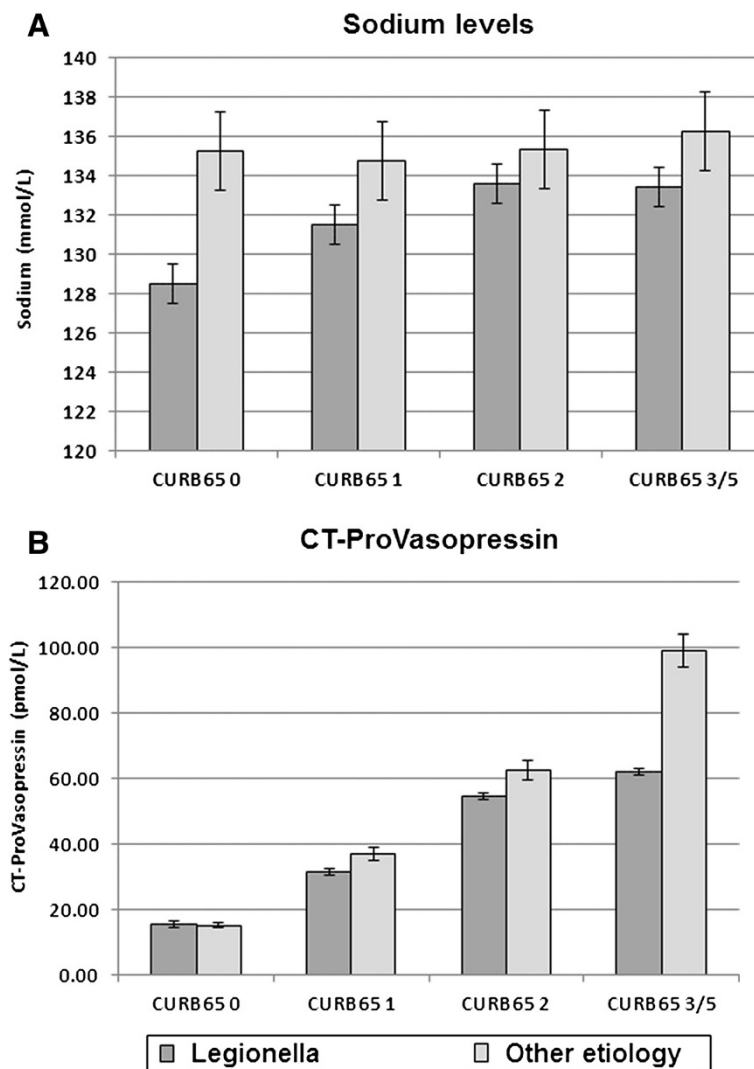 A
Sodium levels
Sodium (mmol/L)
140
138
136
134
132
130
128
126
124
122
120
CURB65 0
CURB65 1
CURB65 2
CURB65 3/5
B
CT-ProVasopressin
CT-ProVasopressin (pmol/L)
120.00
100.00
80.00
60.00
40.00
20.00
0.00
CURB65 0
CURB65 1
CURB65 2
CURB65 3/5
Legionella
Other etiology